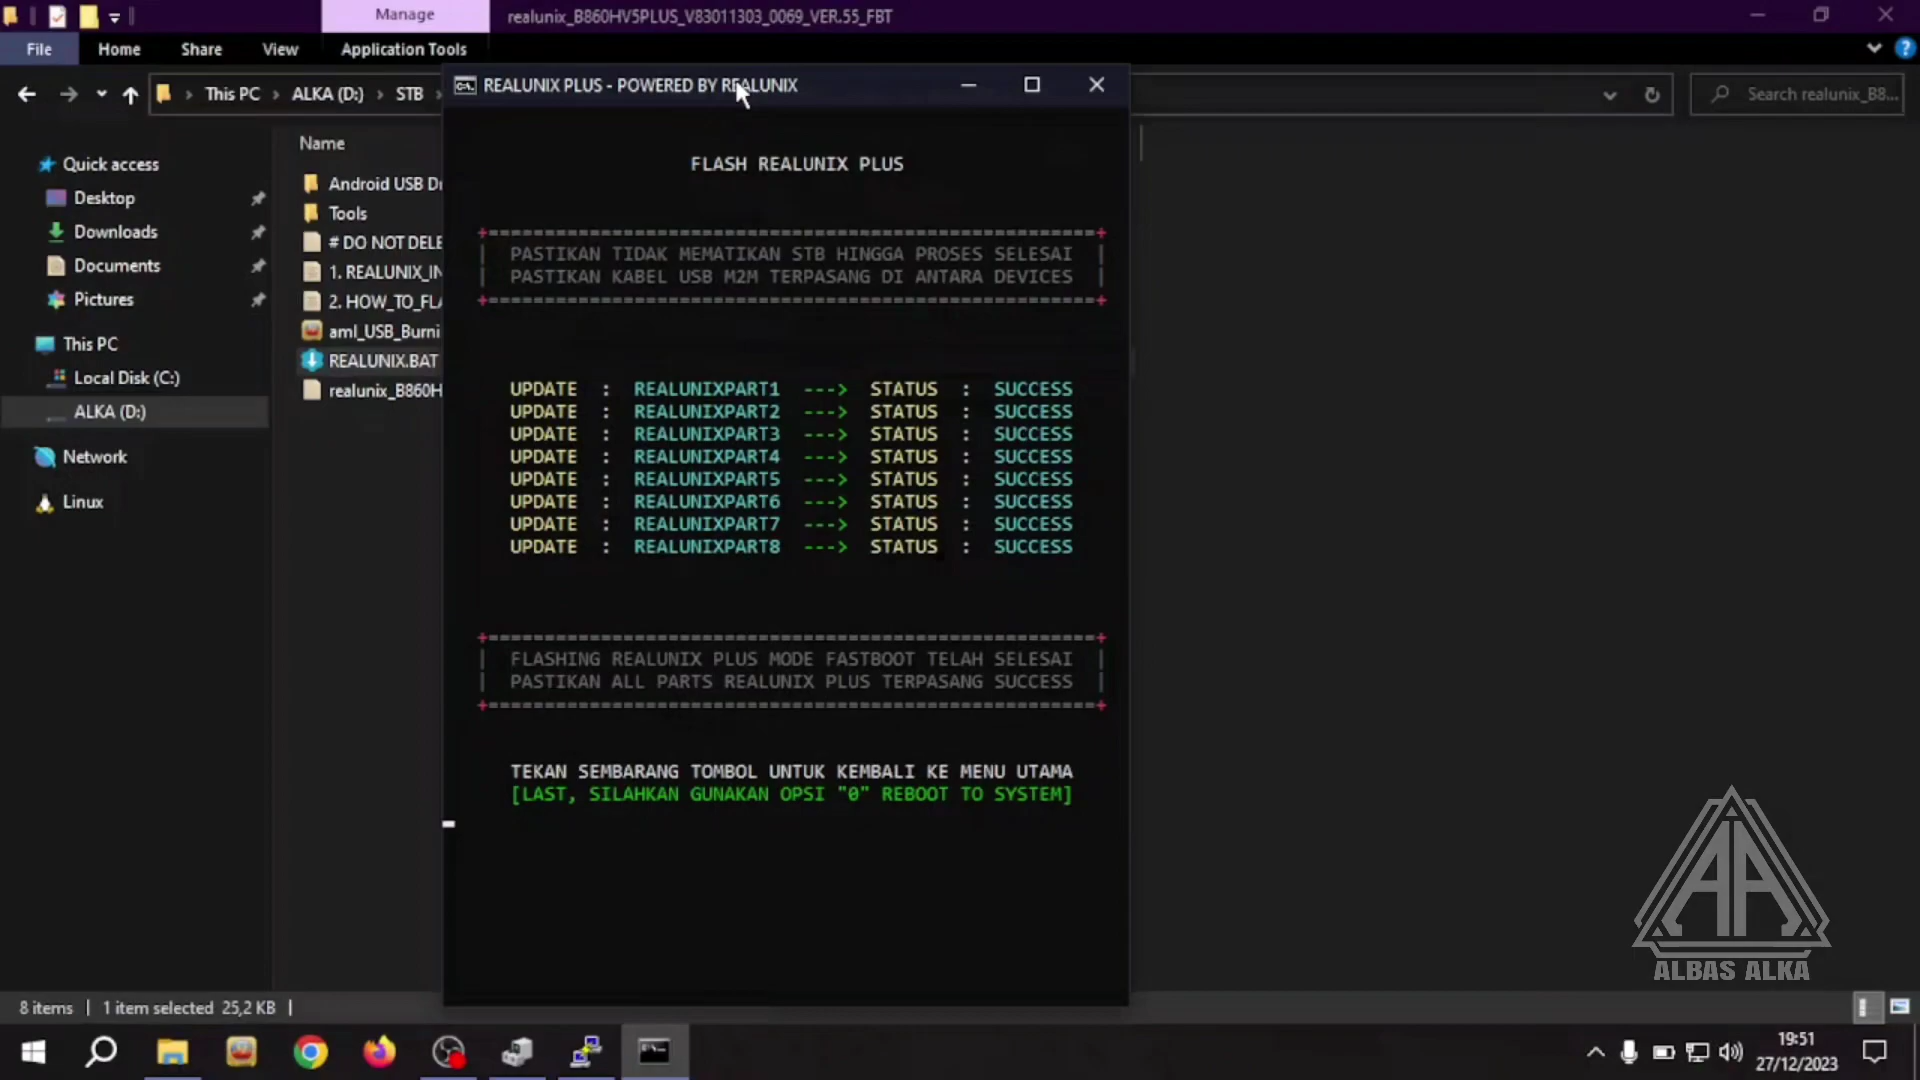 Manage
realunix_B860HV5PLUS_V83011303_0069_VER.55_FBT
File Home Share View Application Tools
This PC > ALKA (D:) > STB >
Search realunix_B8...
REALUNIX PLUS - POWERED BY REALUNIX
Quick access
Desktop
Downloads
Documents
Pictures
This PC
Local Disk (C:)
ALKA (D:)
Network
Linux
Name
Android USB
Tools
# DO NOT DELE
1. REALUNIX_IN
2. HOW_TO_FLA
aml_USB_Burni
REALUNIX.BAT
realunix_B860H
FLASH REALUNIX PLUS
+======================================================+
| PASTIKAN TIDAK MEMATIKAN STB HINGGA PROSES SELESAI |
| PASTIKAN KABEL USB M2M TERPASANG DI ANTARA DEVICES |
+======================================================+
UPDATE : REALUNIXPART1 ---> STATUS : SUCCESS
UPDATE : REALUNIXPART2 ---> STATUS : SUCCESS
UPDATE : REALUNIXPART3 ---> STATUS : SUCCESS
UPDATE : REALUNIXPART4 ---> STATUS : SUCCESS
UPDATE : REALUNIXPART5 ---> STATUS : SUCCESS
UPDATE : REALUNIXPART6 ---> STATUS : SUCCESS
UPDATE : REALUNIXPART7 ---> STATUS : SUCCESS
UPDATE : REALUNIXPART8 ---> STATUS : SUCCESS
+======================================================+
| FLASHING REALUNIX PLUS MODE FASTBOOT TELAH SELESAI |
| PASTIKAN ALL PARTS REALUNIX PLUS TERPASANG SUCCESS |
+======================================================+
TEKAN SEMBARANG TOMBOL UNTUK KEMBALI KE MENU UTAMA
[LAST, SILAHKAN GUNAKAN OPSI "0" REBOOT TO SYSTEM]
ALBAS ALKA
8 items | 1 item selected 25,2 KB |
19:51
27/12/2023